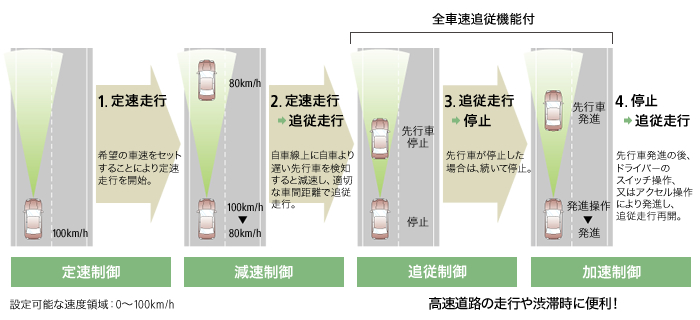 全車速追従機能付
1. 定速走行
希望の車速をセット
することにより定速
走行を開始。
100km/h
定速制御
80km/h
2. 定速走行
追従走行
自車線上に自車より
遅い先行車を検知
すると減速し、適切
な車間距離で追従
走行。
100km/h
▼
80km/h
減速制御
先行車
停止
3. 追従走行
停止
先行車が停止した
場合は、続いて停止。
停止
追従制御
先行車
発進
4. 停止
追従走行
先行車発進の後、
ドライバーの
スイッチ操作、
又はアクセル操作
により発進し、
追従走行再開。
発進操作
▼
発進
加速制御
設定可能な速度領域：0〜100km/h
高速道路の走行や渋滞時に便利！